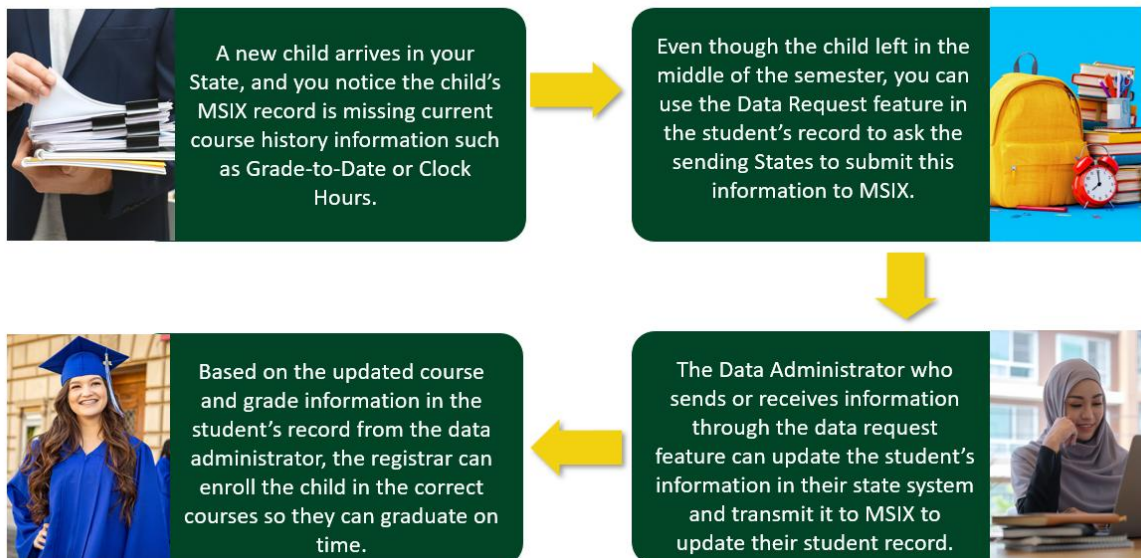 A new child arrives in your
State, and you notice the child's
MSIX record is missing current
course history information such
as Grade-to-Date or Clock
Hours.
Even though the child left in the
middle of the semester, you can
use the Data Request feature in
the student's record to ask the
sending States to submit this
information to MSIX.
The Data Administrator who
sends or receives information
through the data request
feature can update the student's
information in their state system
and transmit it to MSIX to
update their student record.
Based on the updated course
and grade information in the
student's record from the data
administrator, the registrar can
enroll the child in the correct
courses so they can graduate on
time.